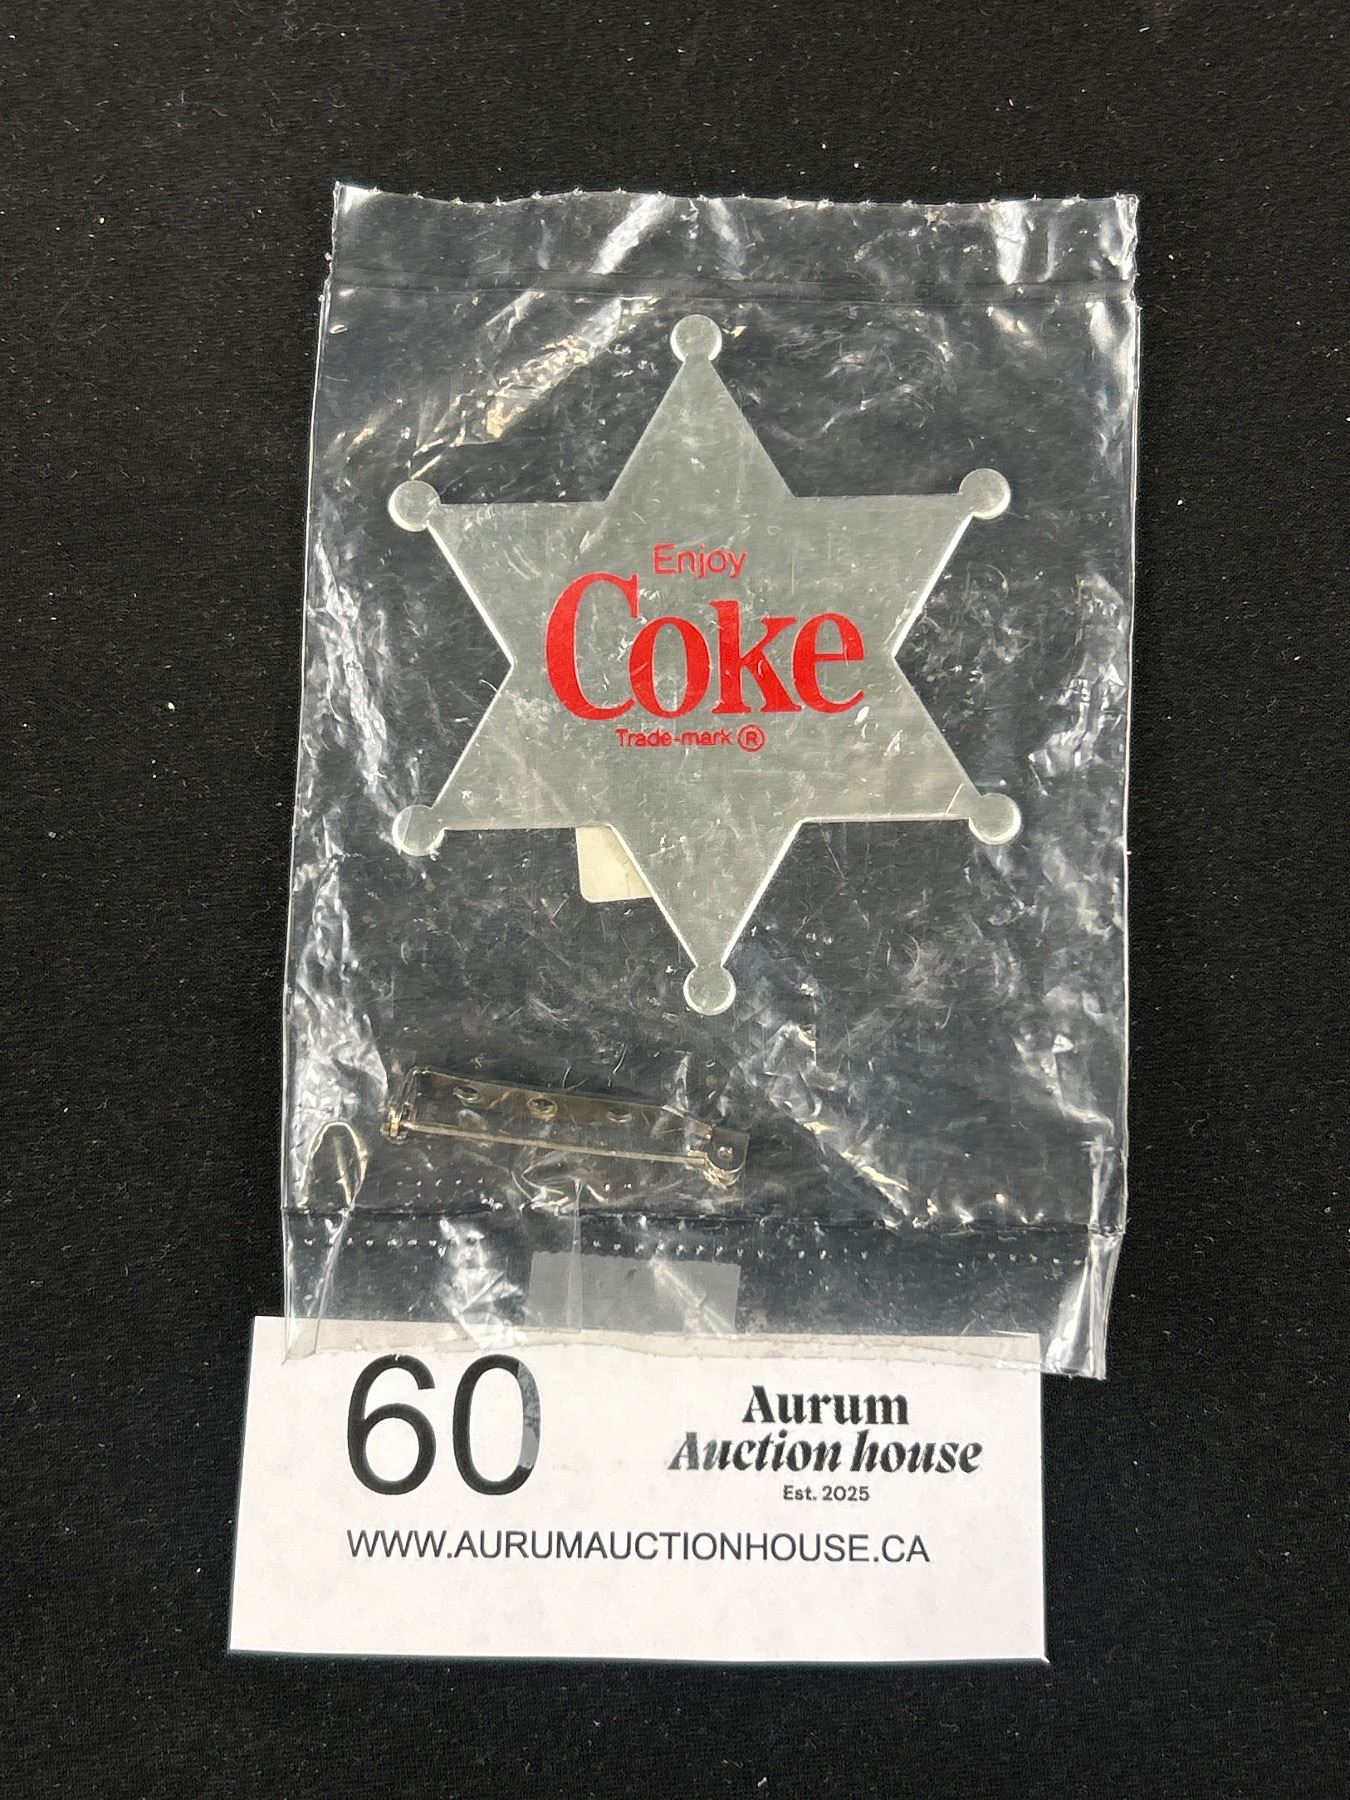 Enjoy
Coke
Trade-mark ®
60
Aurum
Auction house
Est. 2025
WWW.AURUMAUCTIONHOUSE.CA